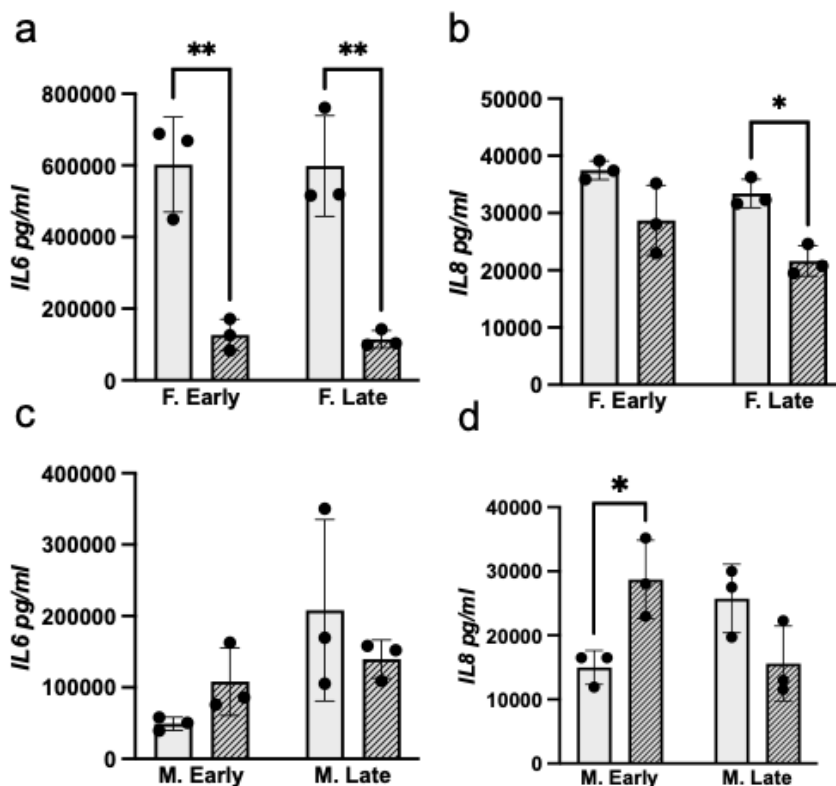 a
**
**
IL6 pg/ml
800000
600000
400000
200000
0
F. Early
F. Late
b
*
IL8 pg/ml
50000
40000
30000
20000
10000
0
F. Early
F. Late
c
IL6 pg/ml
400000
300000
200000
100000
0
M. Early
M. Late
d
*
IL8 pg/ml
40000
30000
20000
10000
0
M. Early
M. Late